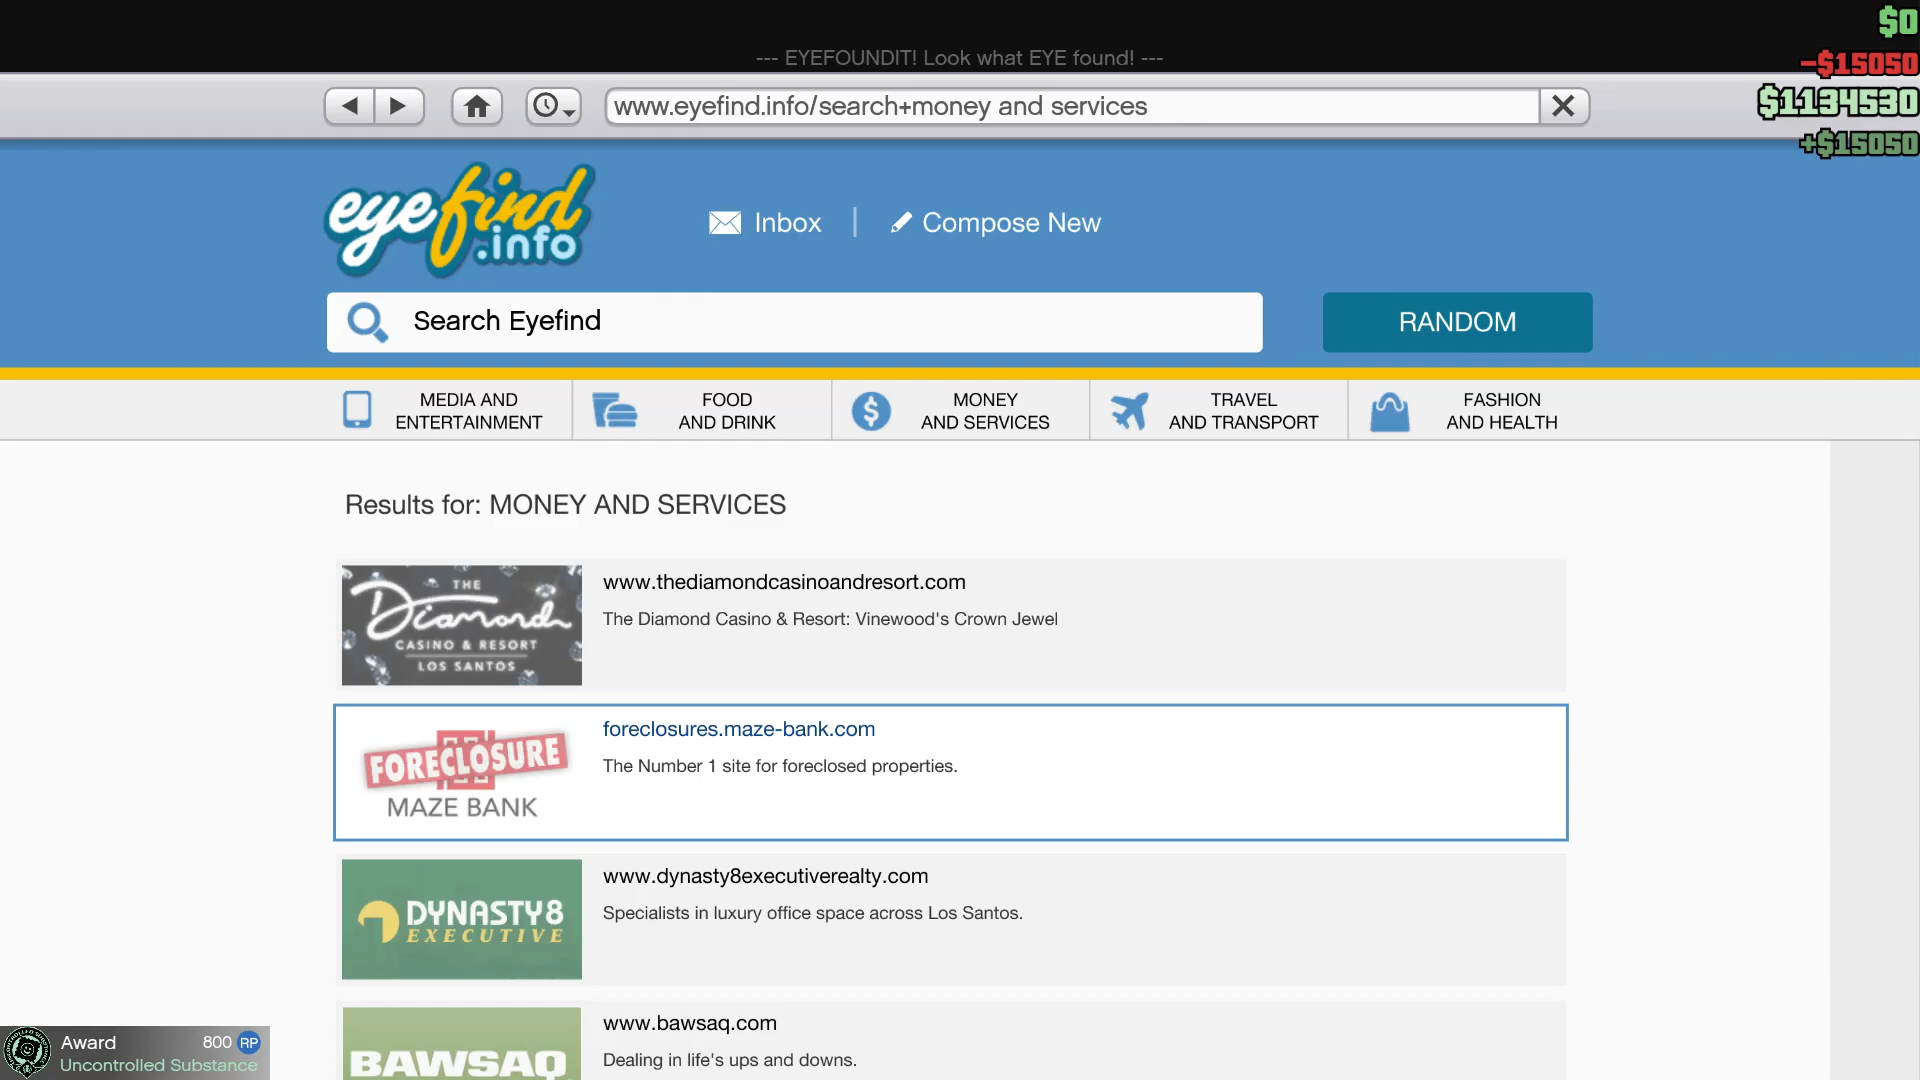 $0
--- EYEFOUNDIT! Look what EYE found! ---
-$15050
www.eyefind.info/search+money and services
$1134530
+$15050
eyefind
.info
Inbox
Compose New
Search Eyefind
RANDOM
MEDIA AND
ENTERTAINMENT
FOOD
AND DRINK
MONEY
AND SERVICES
TRAVEL
AND TRANSPORT
FASHION
AND HEALTH
Results for: MONEY AND SERVICES
THE
Diamond
CASINO & RESORT
LOS SANTOS
www.thediamondcasinoandresort.com
The Diamond Casino & Resort: Vinewood's Crown Jewel
FORECLOSURE
MAZE BANK
foreclosures.maze-bank.com
The Number 1 site for foreclosed properties.
DYNASTY8
EXECUTIVE
www.dynasty8executiverealty.com
Specialists in luxury office space across Los Santos.
BAWSAQ
www.bawsaq.com
Dealing in life's ups and downs.
Award 800 RP
Uncontrolled Substance